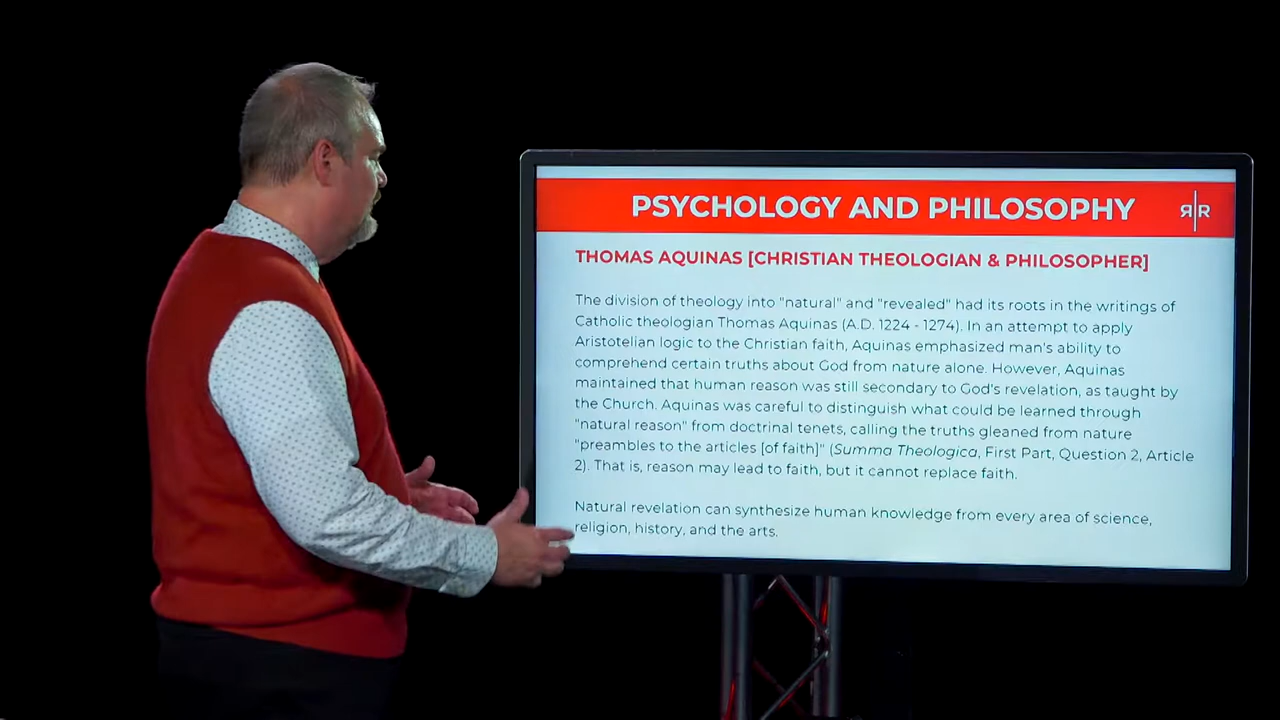 PSYCHOLOGY AND PHILOSOPHY
R|R
THOMAS AQUINAS [CHRISTIAN THEOLOGIAN & PHILOSOPHER]
The division of theology into "natural" and "revealed" had its roots in the writings of
Catholic theologian Thomas Aquinas (A.D. 1224 - 1274). In an attempt to apply
Aristotelian logic to the Christian faith, Aquinas emphasized man's ability to
comprehend certain truths about God from nature alone. However, Aquinas
maintained that human reason was still secondary to God's revelation, as taught by
the Church. Aquinas was careful to distinguish what could be learned through
"natural reason" from doctrinal tenets, calling the truths gleaned from nature
"preambles to the articles [of faith]" (Summa Theologica, First Part, Question 2, Article
2). That is, reason may lead to faith, but it cannot replace faith.
Natural revelation can synthesize human knowledge from every area of science,
religion, history, and the arts.